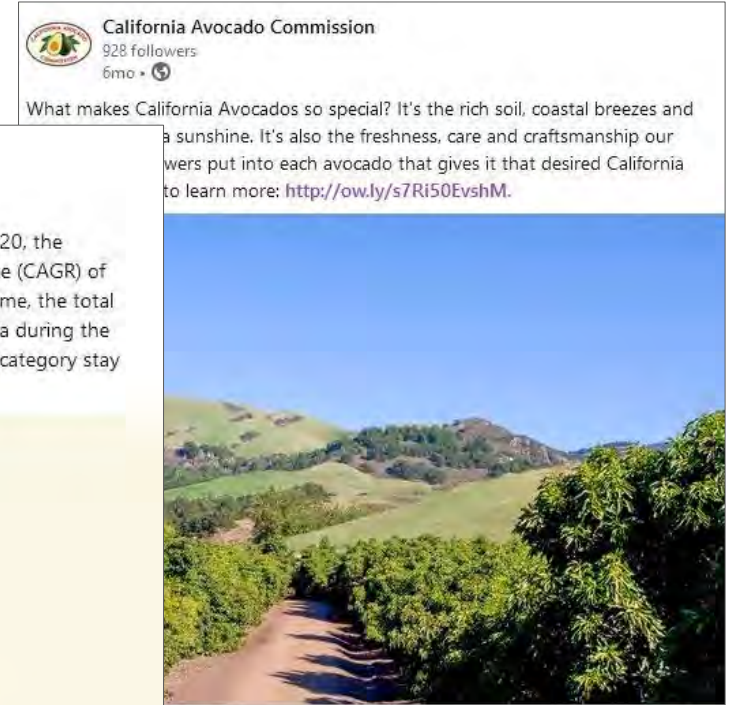 California Avocado Commission
928 followers
6mo •
What makes California Avocados so special? It's the rich soil, coastal breezes and
a sunshine. It's also the freshness, care and craftsmanship our
wers put into each avocado that gives it that desired California
to learn more: http://ow.ly/s7Ri50EvshM.
20, the
e (CAGR) of
me, the total
a during the
category stay